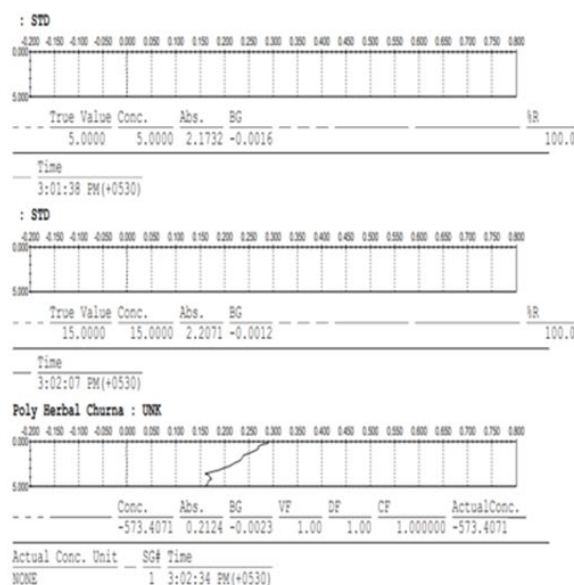 : STD
-0.200 -0.150 -0.100 -0.050 0.000 0.050 0.100 0.150 0.200 0.250 0.300 0.350 0.400 0.450 0.500 0.550 0.600 0.650 0.700 0.750 0.800
0.000
5.000
True Value Conc. Abs. BG %R
5.0000 5.0000 2.1732 -0.0016 100.0
Time
3:01:38 PM(+0530)
: STD
-0.200 -0.150 -0.100 -0.050 0.000 0.050 0.100 0.150 0.200 0.250 0.300 0.350 0.400 0.450 0.500 0.550 0.600 0.650 0.700 0.750 0.800
0.000
5.000
True Value Conc. Abs. BG %R
15.0000 15.0000 2.2071 -0.0012 100.0
Time
3:02:07 PM(+0530)
Poly Herbal Churna : UNK
-0.200 -0.150 -0.100 -0.050 0.000 0.050 0.100 0.150 0.200 0.250 0.300 0.350 0.400 0.450 0.500 0.550 0.600 0.650 0.700 0.750 0.800
0.000
5.000
Conc. Abs. BG VF DF CF ActualConc.
-573.4071 0.2124 -0.0023 1.00 1.00 1.000000 -573.4071
Actual Conc. Unit SG# Time
NONE 1 3:02:34 PM(+0530)